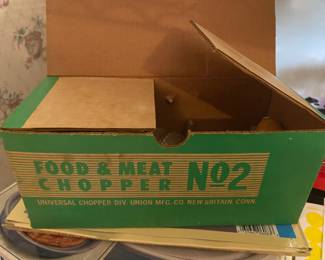 FOOD & MEAT
CHOPPER No2
UNIVERSAL CHOPPER DIV. UNION MFG. CO. NEW BRITAIN, CONN.